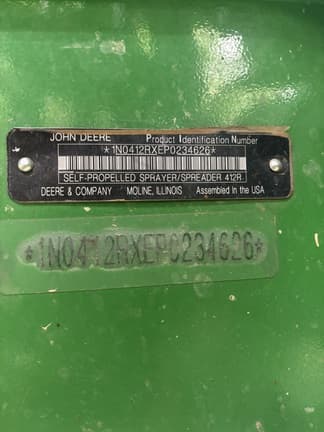 JOHN DEERE Product Identification Number
*1N0412RXEP0234626*
SELF-PROPELLED SPRAYER/SPREADER 412R
DEERE & COMPANY MOLINE, ILLINOIS Assembled in the USA
*1N0412RXEP0234626*